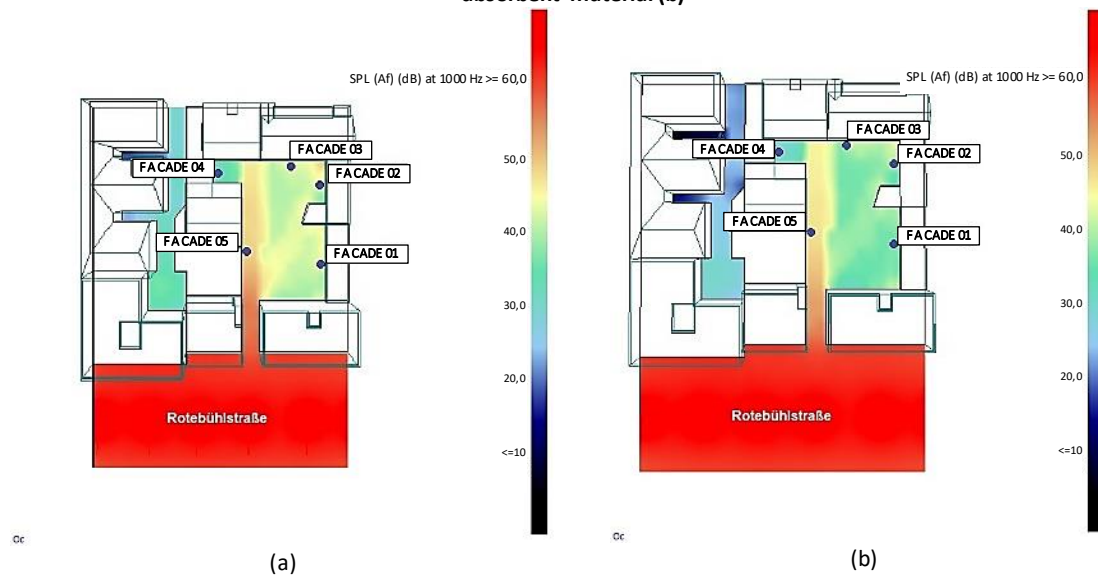 absorbent material (b)
SPL (Af) (dB) at 1000 Hz >= 60,0
50,0
40,0
30,0
20,0
<=10
FACADE 03
FACADE 04
FACADE 02
FACADE 05
FACADE 01
Rotebühlstraße
(a)
SPL (Af) (dB) at 1000 Hz >= 60,0
50,0
40,0
30,0
20,0
<=10
FACADE 03
FACADE 04
FACADE 02
FACADE 05
FACADE 01
Rotebühlstraße
(b)